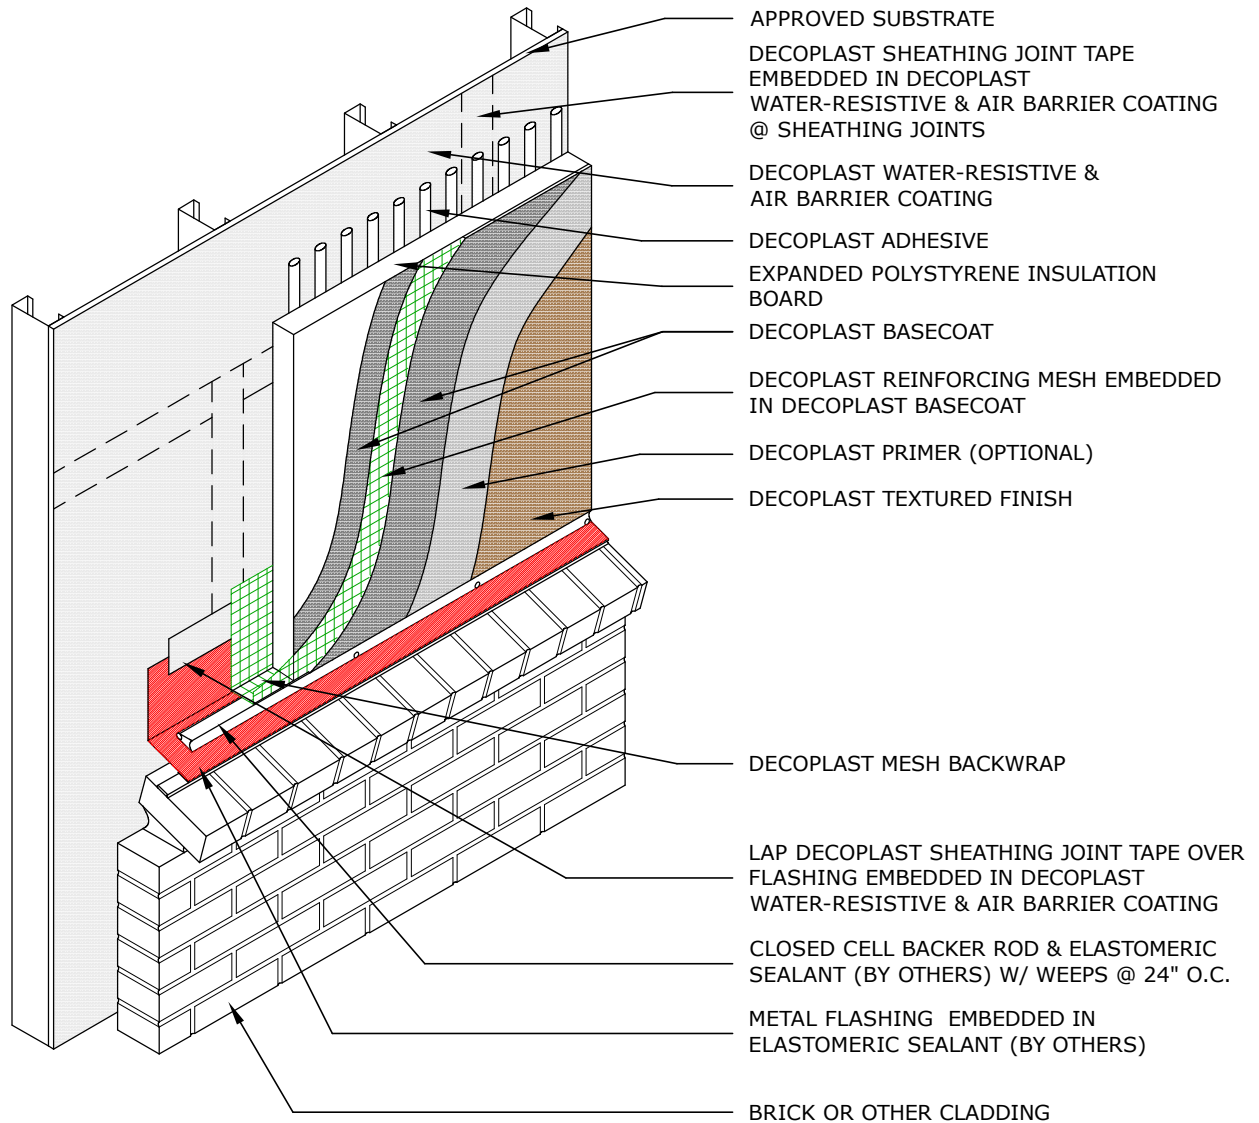 APPROVED SUBSTRATE
DECOPLAST SHEATHING JOINT TAPE
EMBEDDED IN DECOPLAST
WATER-RESISTIVE & AIR BARRIER COATING
@ SHEATHING JOINTS
DECOPLAST WATER-RESISTIVE &
AIR BARRIER COATING
DECOPLAST ADHESIVE
EXPANDED POLYSTYRENE INSULATION
BOARD
DECOPLAST BASECOAT
DECOPLAST REINFORCING MESH EMBEDDED
IN DECOPLAST BASECOAT
DECOPLAST PRIMER (OPTIONAL)
DECOPLAST TEXTURED FINISH
DECOPLAST MESH BACKWRAP
LAP DECOPLAST SHEATHING JOINT TAPE OVER
FLASHING EMBEDDED IN DECOPLAST
WATER-RESISTIVE & AIR BARRIER COATING
CLOSED CELL BACKER ROD & ELASTOMERIC
SEALANT (BY OTHERS) W/ WEEPS @ 24" O.C.
METAL FLASHING EMBEDDED IN
ELASTOMERIC SEALANT (BY OTHERS)
BRICK OR OTHER CLADDING